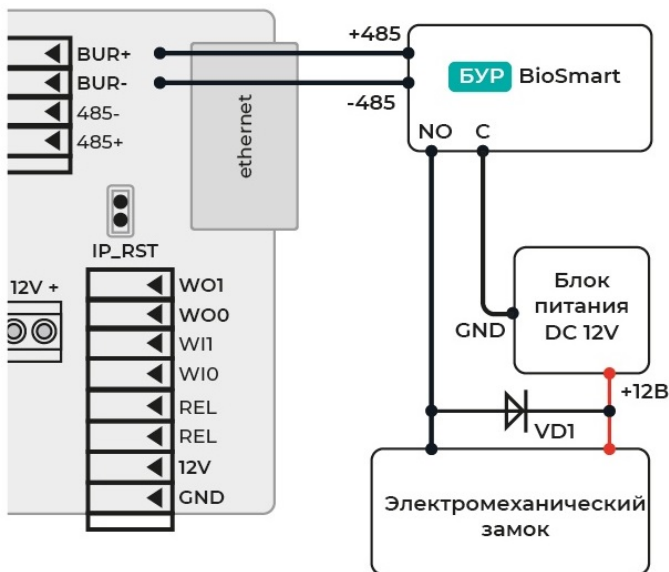 BUR+
BUR-
485-
485+
ethernet
+485
-485
БУР BioSmart
NO C
IP_RST
12V +
WO1
WO0
WI1
WI0
REL
REL
12V
GND
Блок
питания
DC 12V
GND
+12В
VD1
Электромеханический
замок